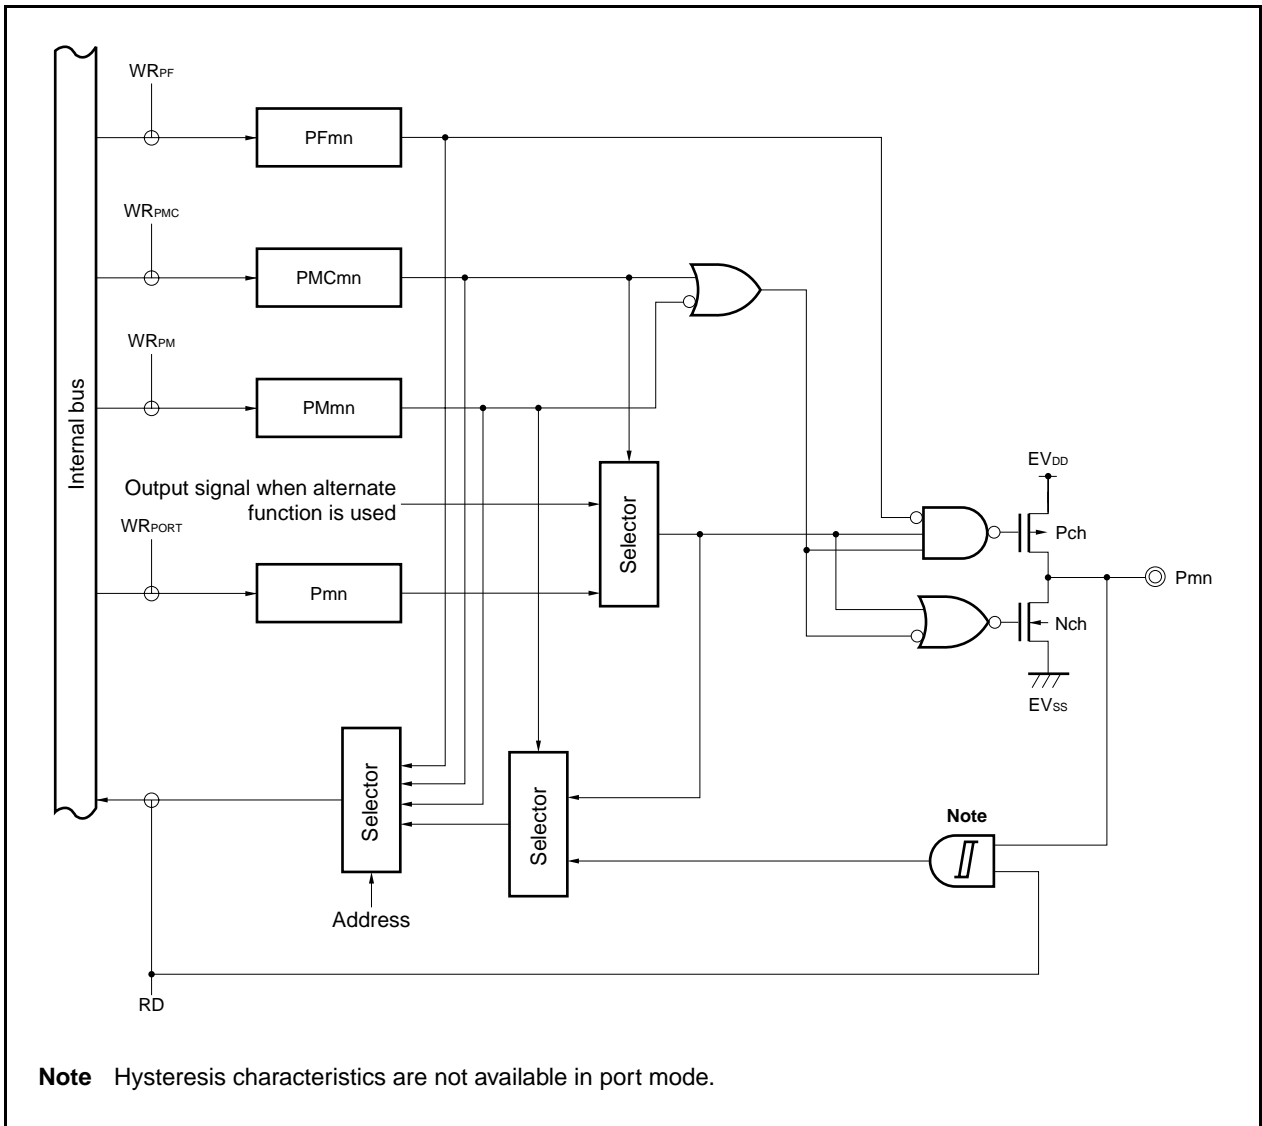 WRPF
PFmn
WRPMC
PMCmn
WRPM
PMmn
Internal bus
Output signal when alternate
function is used
WRPORT
Pmn
Selector
EVDD
Pch
Pmn
Nch
EVSS
Selector
Selector
Note
Address
RD
Note Hysteresis characteristics are not available in port mode.